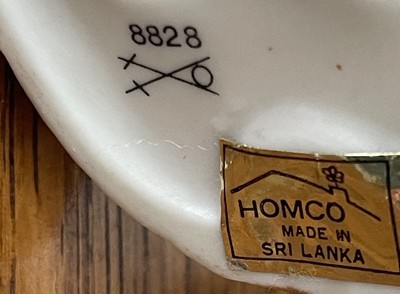 8828
HOMCO
MADE IN
SRI LANKA